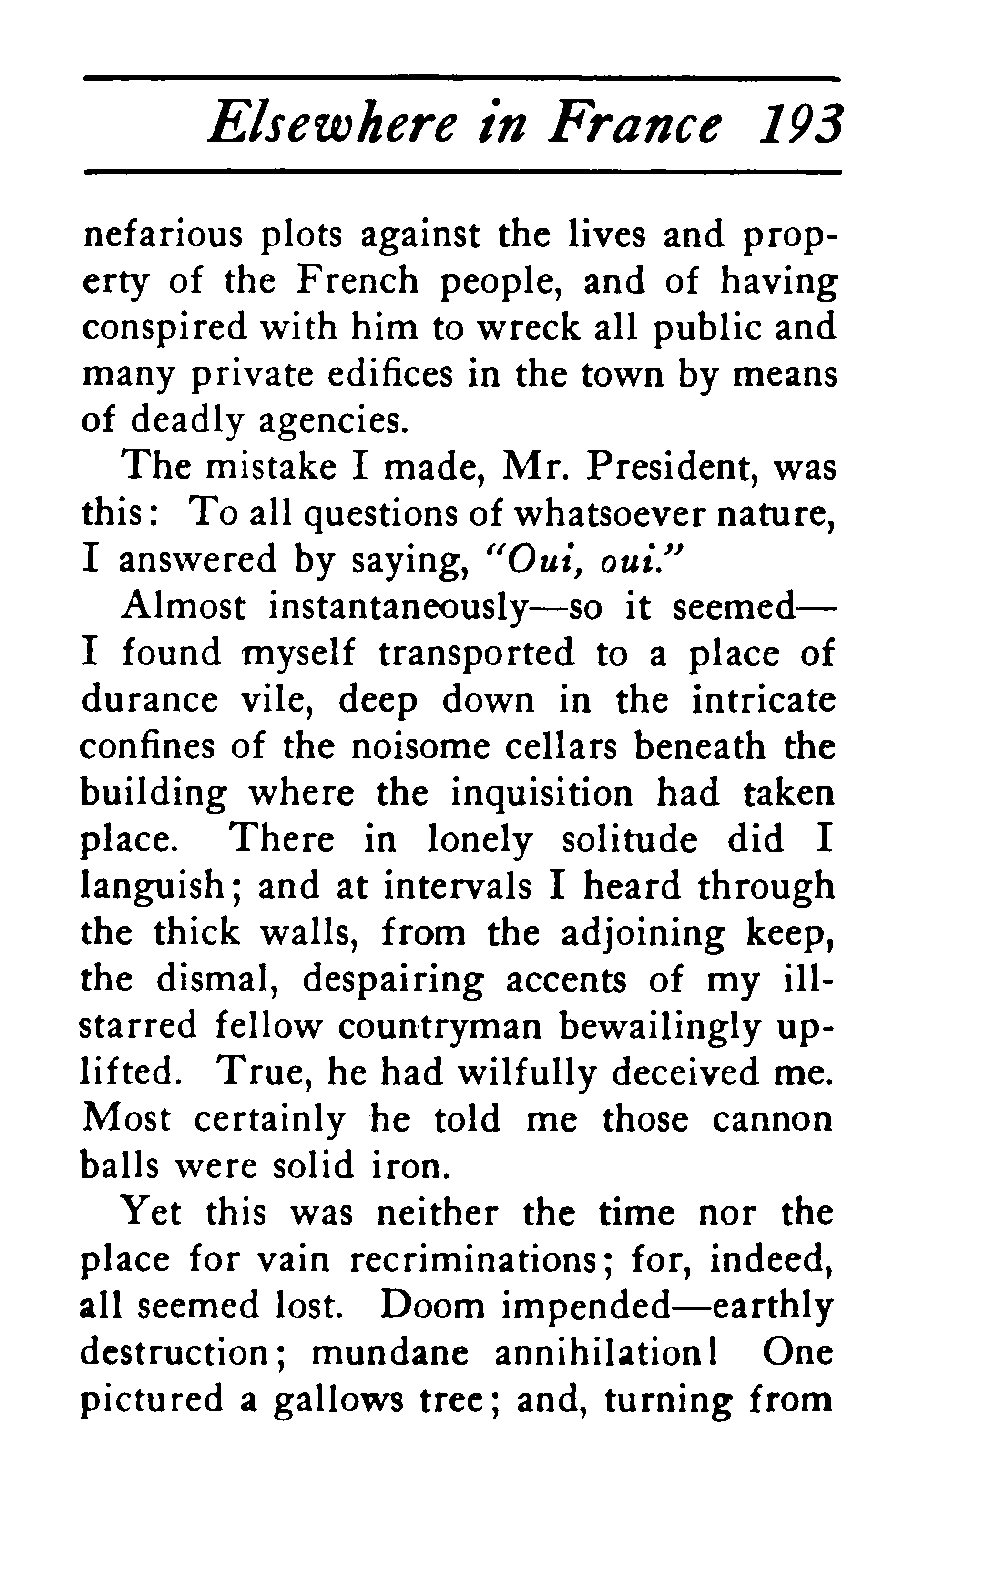 Elsewhere in France 193
nefarious plots against the lives and prop-
erty of the French people, and of having
conspired with him to wreck all public and
many private edifices in the town by means
of deadly agencies.
The mistake I made, Mr. President, was
this: To all questions of whatsoever nature,
I answered by saying, "Oui, oui."
Almost instantaneously—so it seemed—
I found myself transported to a place of
durance vile, deep down in the intricate
confines of the noisome cellars beneath the
building where the inquisition had taken
place. There in lonely solitude did I
languish; and at intervals I heard through
the thick walls, from the adjoining keep,
the dismal, despairing accents of my ill-
starred fellow countryman bewailingly up-
lifted. True, he had wilfully deceived me.
Most certainly he told me those cannon
balls were solid iron.
Yet this was neither the time nor the
place for vain recriminations; for, indeed,
all seemed lost. Doom impended—earthly
destruction; mundane annihilation! One
pictured a gallows tree; and, turning from